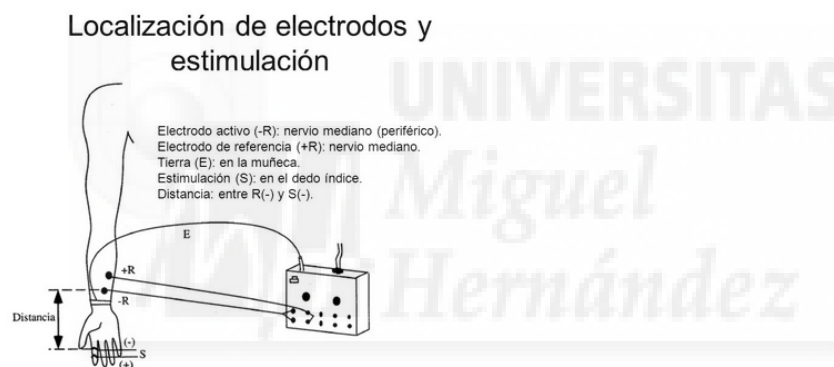 Localización de electrodos y
estimulación
UNIVERSITAS
Miguel
Hernández
Electrodo activo (-R): nervio mediano (periférico).
Electrodo de referencia (+R): nervio mediano.
Tierra (E): en la muñeca.
Estimulación (S): en el dedo índice.
Distancia: entre R(-) y S(-).
E
+R
-R
Distancia
(-)
S
(+)